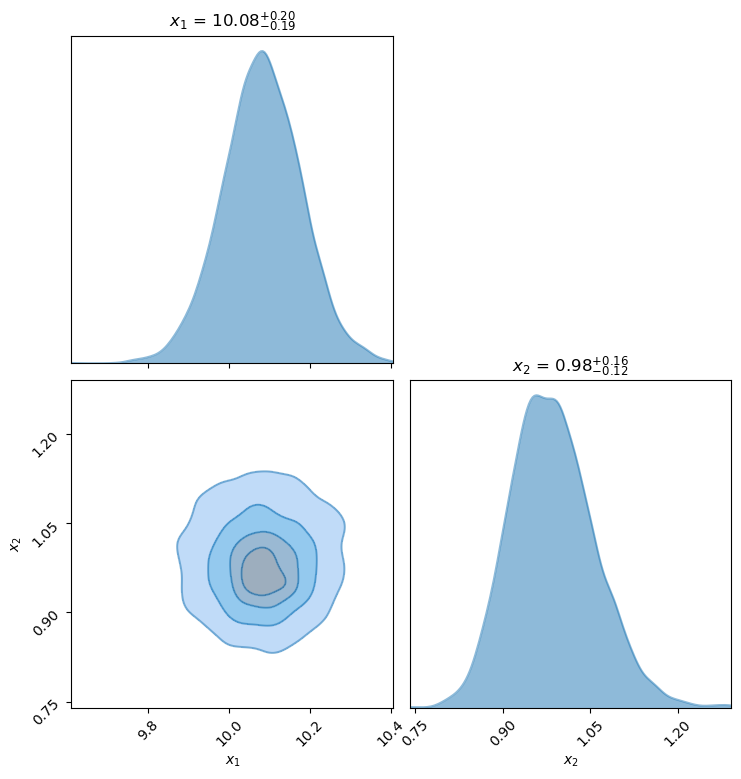 x₁ = 10.08⁺⁰·²⁰₋₀.₁₉
x₂ = 0.98⁺⁰·¹⁶₋₀.₁₂
1.20
1.05
0.90
0.75
x₂
9.8
10.0
10.2
10.4
x₁
0.75
0.90
1.05
1.20
x₂